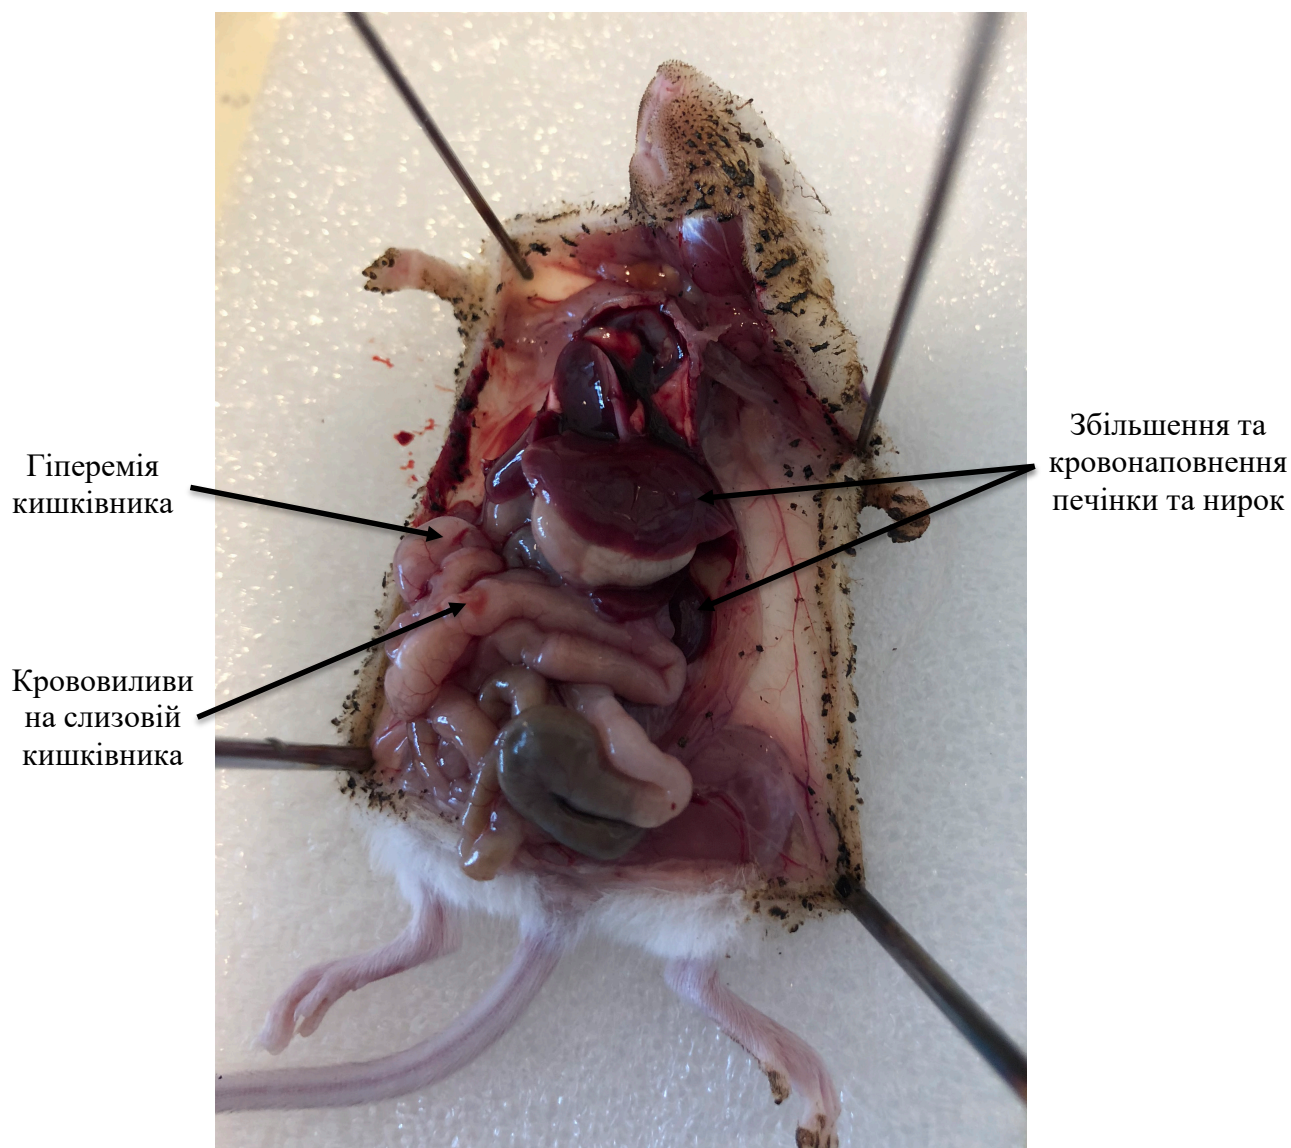 Гіперемія
кишківника
Крововиливи
на слизовій
кишківника
Збільшення та
кровонаповнення
печінки та нирок